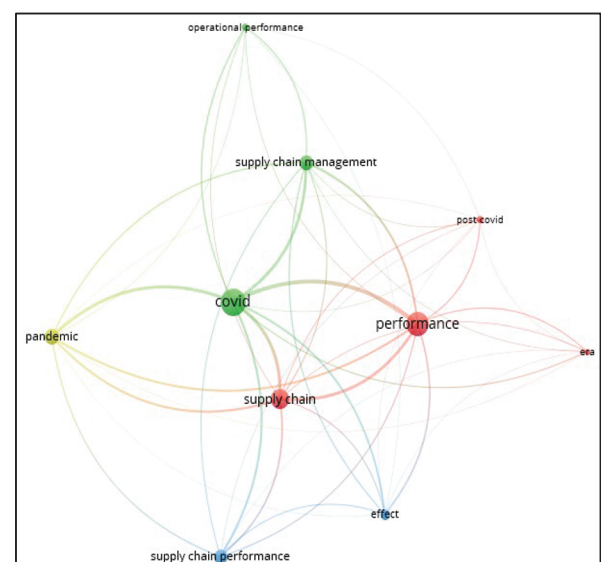 operational performance
supply chain management
post covid
covid
performance
pandemic
era
supply chain
effect
supply chain performance